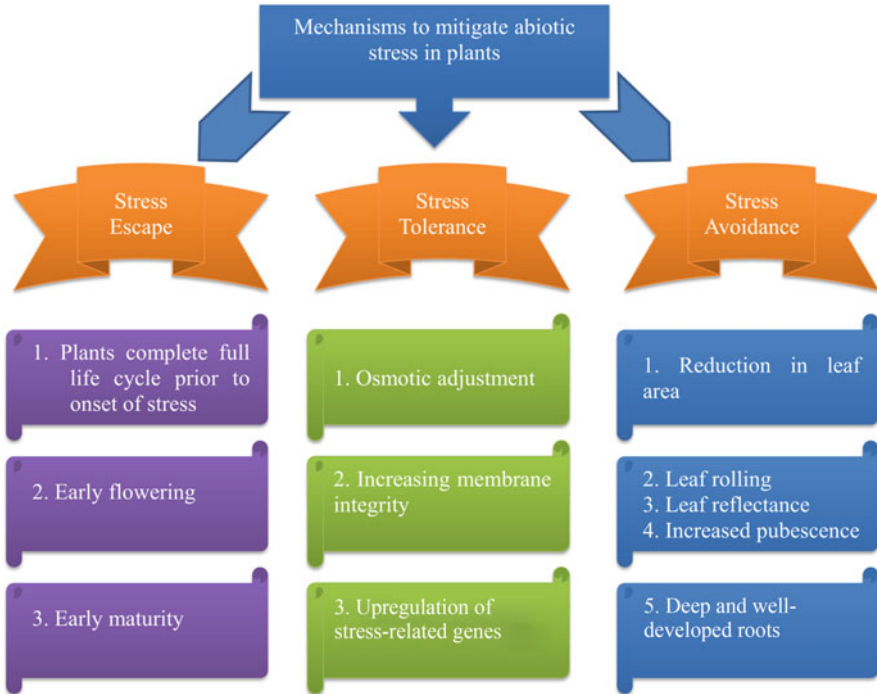 Mechanisms to mitigate abiotic
stress in plants
Stress
Escape
Stress
Tolerance
Stress
Avoidance
1. Plants complete full
life cycle prior to
onset of stress
2. Early flowering
3. Early maturity
1. Osmotic adjustment
2. Increasing membrane
integrity
3. Upregulation of
stress-related genes
1. Reduction in leaf
area
2. Leaf rolling
3. Leaf reflectance
4. Increased pubescence
5. Deep and well-
developed roots